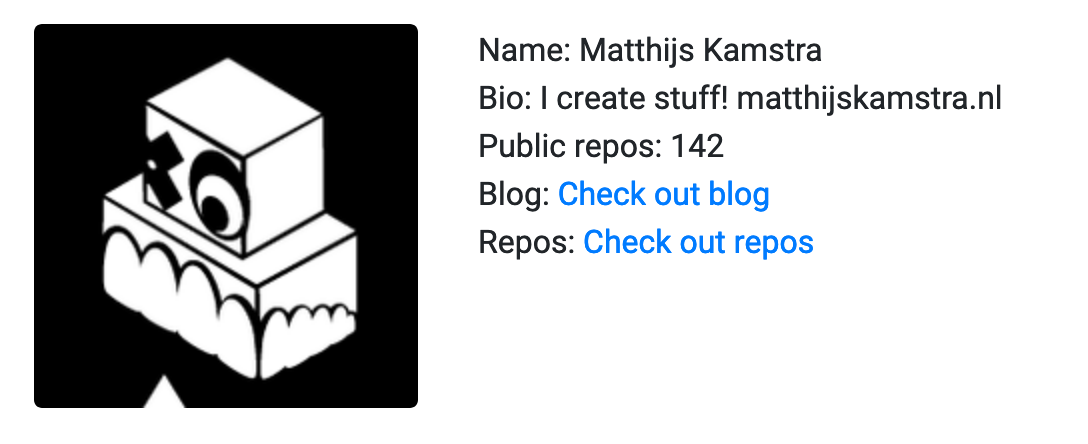 Name: Matthijs Kamstra
Bio: I create stuff! matthijskamstra.nl
Public repos: 142
Blog: Check out blog
Repos: Check out repos